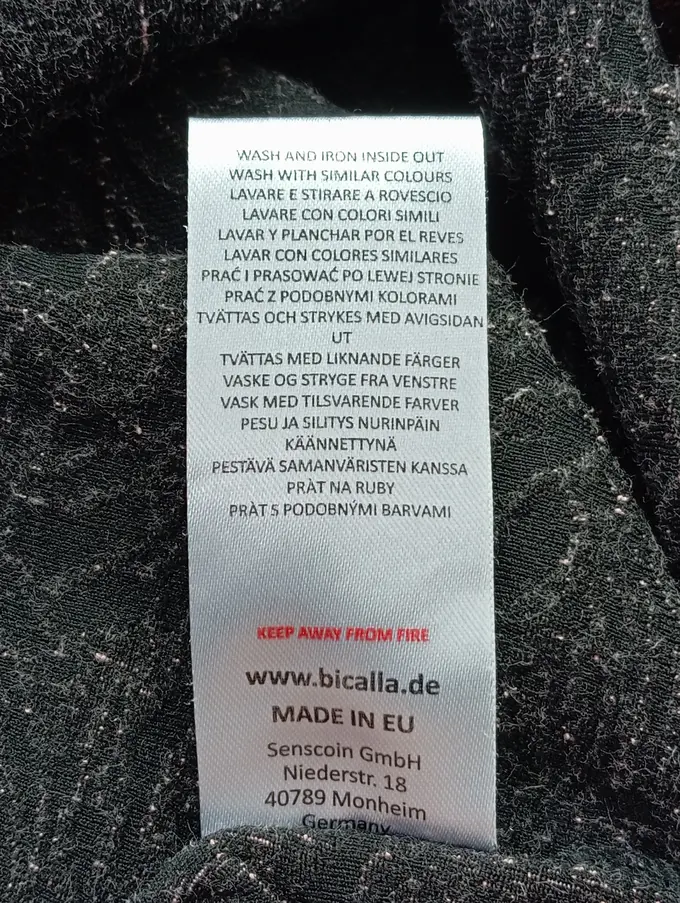 WASH AND IRON INSIDE OUT
WASH WITH SIMILAR COLOURS
LAVARE E STIRARE A ROVESCIO
LAVARE CON COLORI SIMILI
LAVAR Y PLANCHAR POR EL REVES
LAVAR CON COLORES SIMILARES
PRAĆ I PRASOWAĆ PO LEWEJ STRONIE
PRAĆ Z PODOBNYMI KOLORAMI
TVÄTTAS OCH STRYKES MED AVIGSIDAN
UT
TVÄTTAS MED LIKNANDE FÄRGER
VASKE OG STRYGE FRA VENSTRE
VASK MED TILSVARENDE FARVER
PESU JA SILITYS NURINPÄIN
KÄÄNNETTYNÄ
PESTÄVÄ SAMANVÄRISTEN KANSSA
PRÀT NA RUBY
PRÀT S PODOBNÝMI BARVAMI
KEEP AWAY FROM FIRE
www.bicalla.de
MADE IN EU
Senscoin GmbH
Niederstr. 18
40789 Monheim
Germany